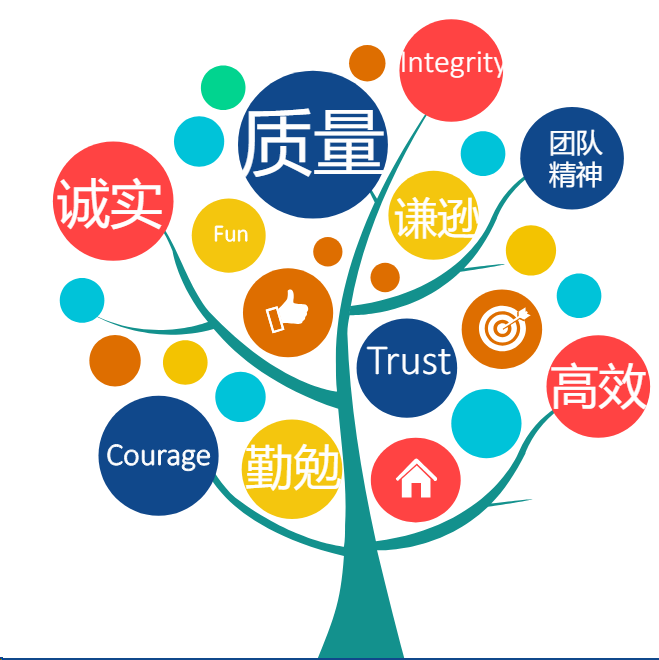 Integrity
质量
团队
精神
诚实
谦逊
Fun
Trust
高效
Courage
勤勉